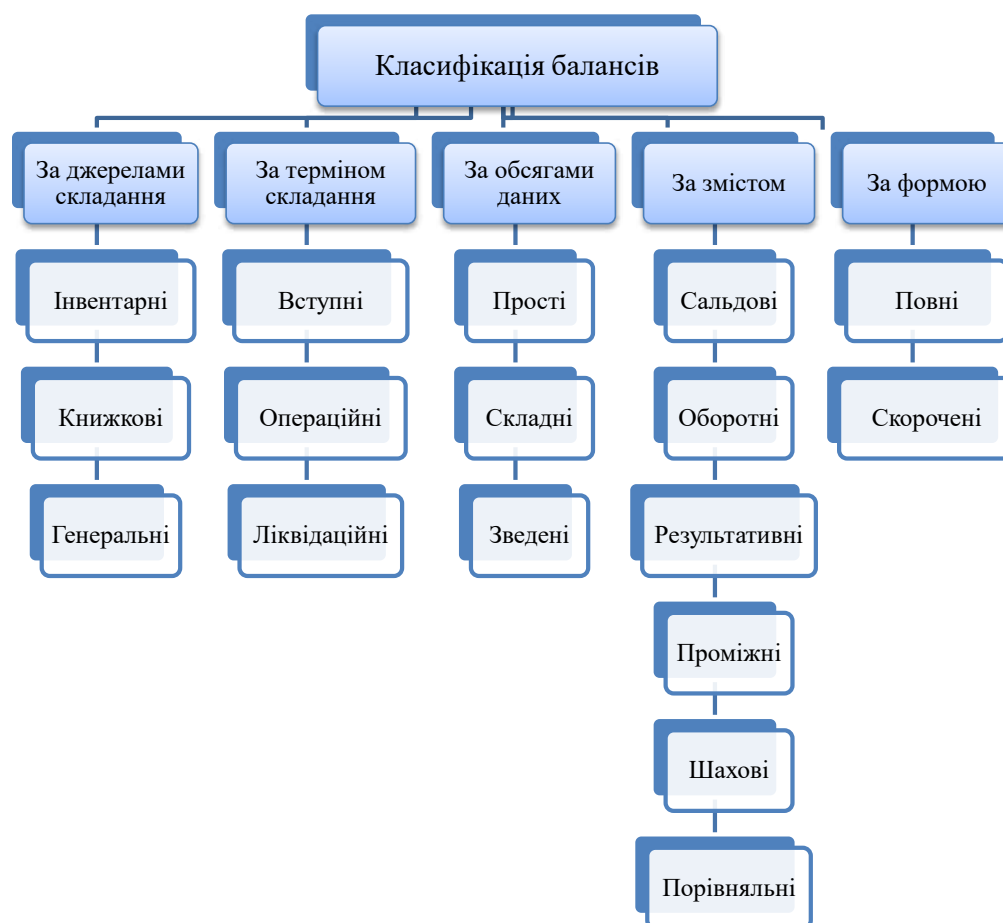 Класифікація балансів
За джерелами
складання
Інвентарні
Книжкові
Генеральні
За терміном
складання
Вступні
Операційні
Ліквідаційні
За обсягами
даних
Прості
Складні
Зведені
За змістом
Сальдові
Оборотні
Результативні
Проміжні
Шахові
Порівняльні
За формою
Повні
Скорочені